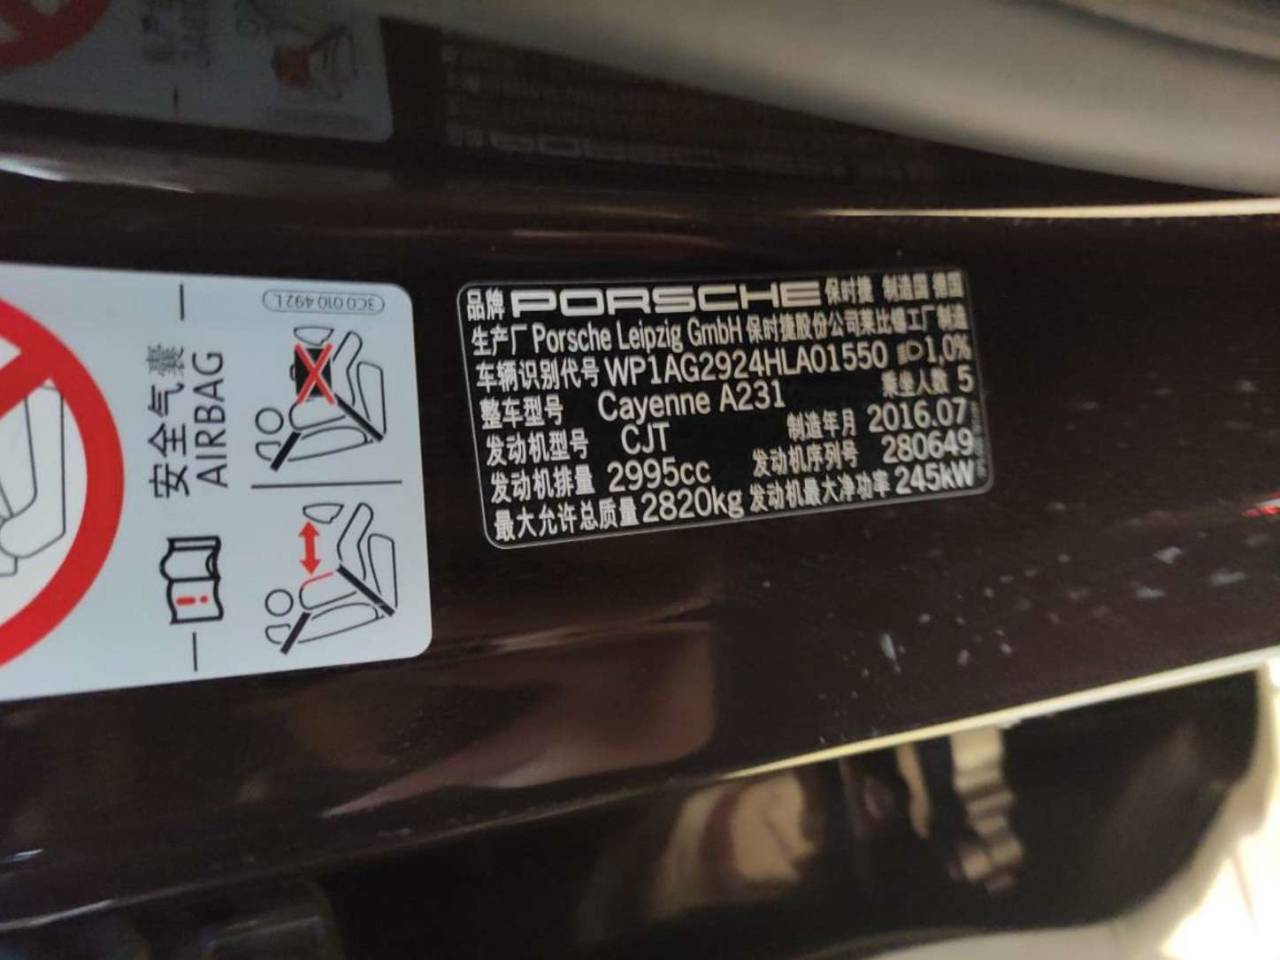 3C0 010 492 L
安全气囊
AIRBAG
品牌 PORSCHE 保时捷 制造国 德国
生产厂 Porsche Leipzig GmbH 保时捷股份公司莱比锡工厂制造
车辆识别代号 WP1AG2924HLA01550 1,0%
整车型号 Cayenne A231 乘坐人数 5
发动机型号 CJT 制造年月 2016.07
发动机排量 2995cc 发动机序列号 280649
最大允许总质量 2820kg 发动机最大净功率 245kW